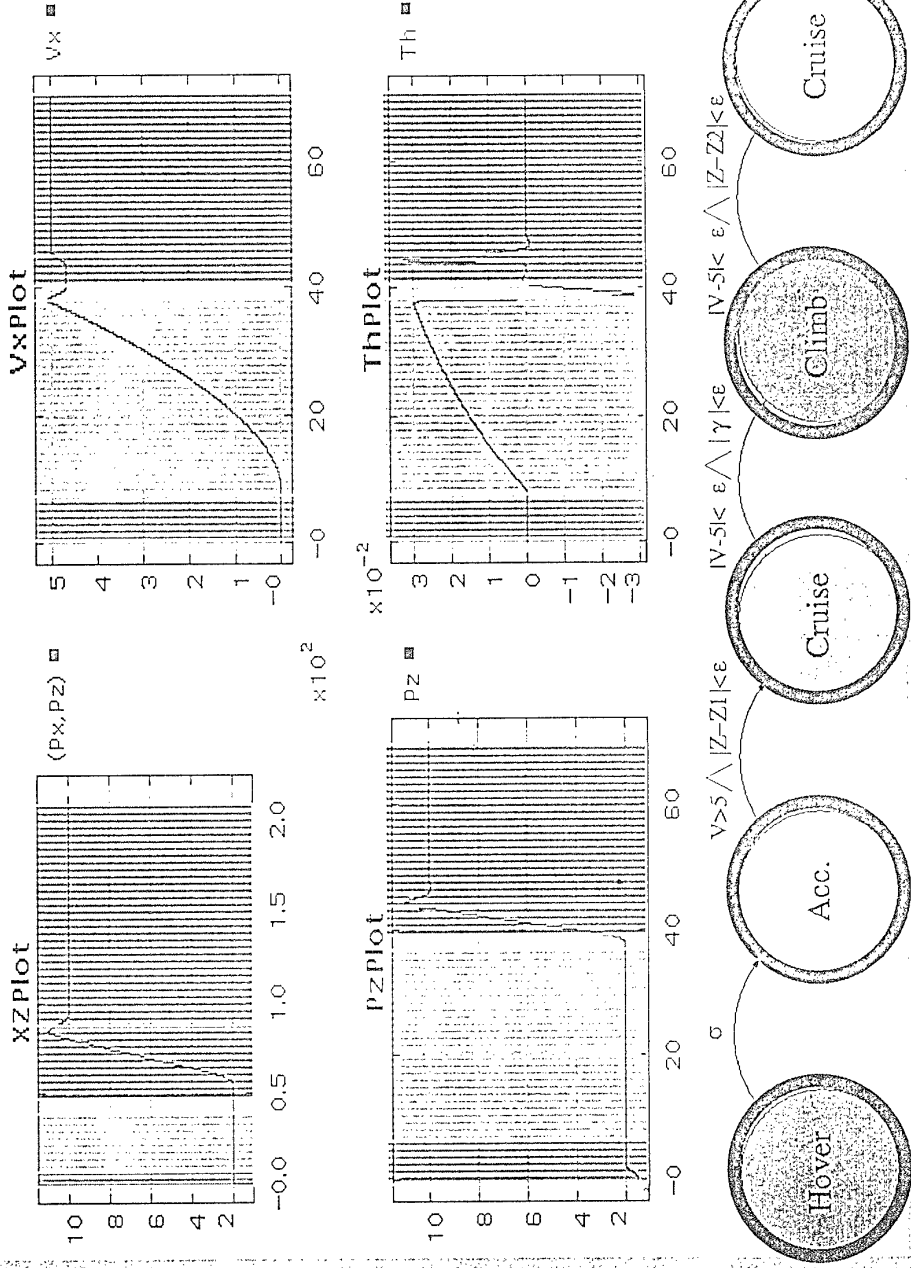 XZPlot
(Px,Pz)
10
8
6
4
2
-0.0
0.5
1.0
1.5
2.0
x10^2
VxPlot
Vx
5
4
3
2
1
-0
-0
20
40
60
PzPlot
Pz
10
8
6
4
2
-0
20
40
60
ThPlot
Th
x10^-2
3
2
1
0
-1
-2
-3
-0
20
40
60
Hover
σ
Acc.
V>5 ∧ |Z-Z1|<ε
Cruise
|V-5|< ε ∧ | γ |<ε
Climb
|V-5|< ε ∧ |Z-Z2|<ε
Cruise